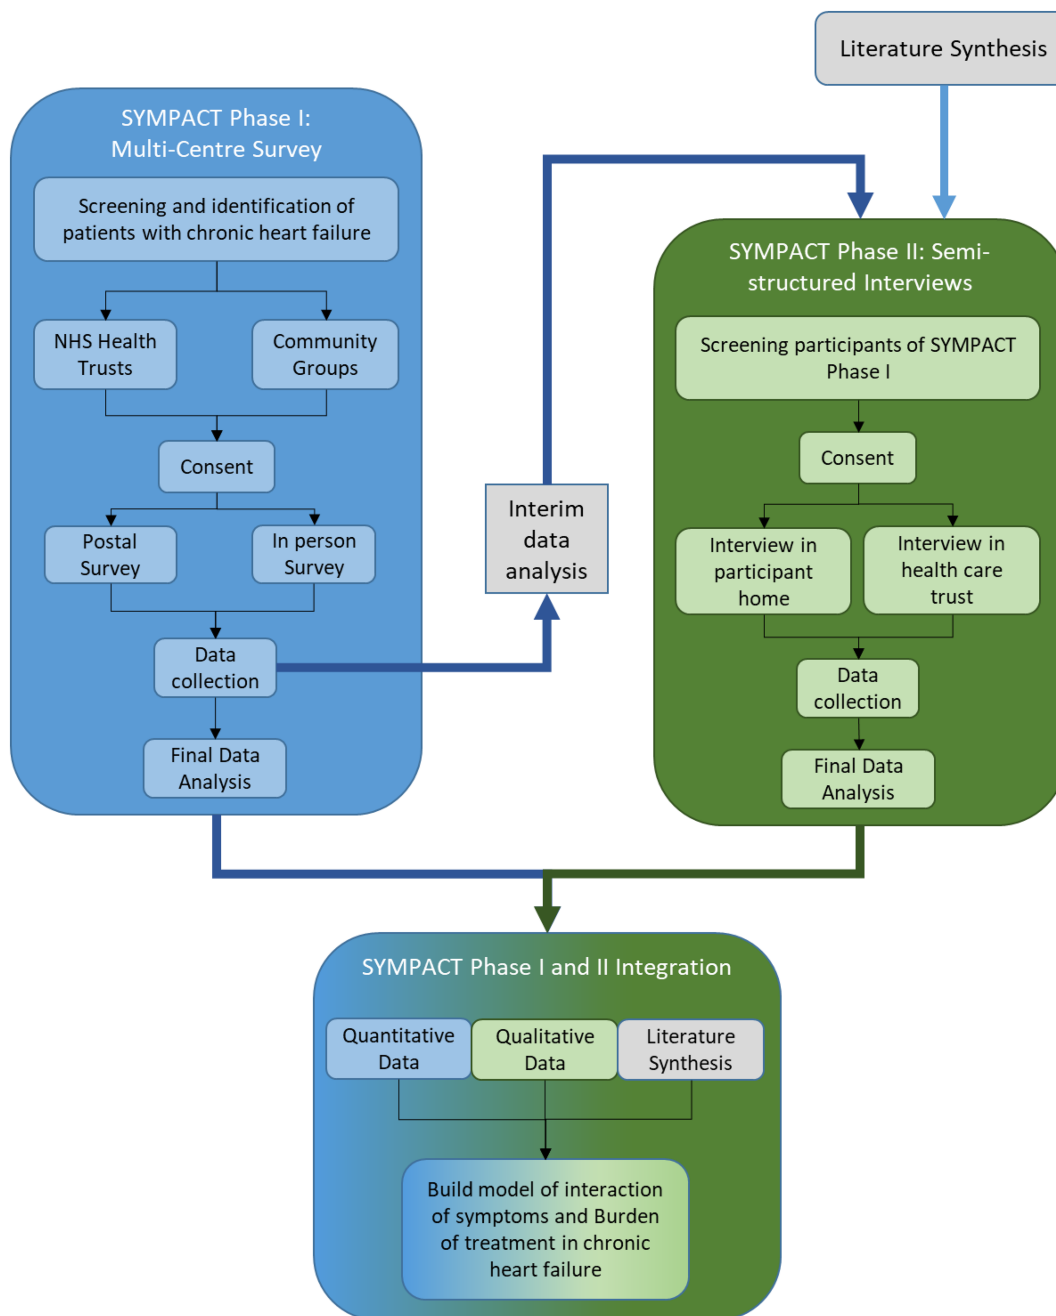 Literature Synthesis
SYMPACT Phase I:
Multi-Centre Survey
Screening and identification of
patients with chronic heart failure
NHS Health
Trusts
Community
Groups
Consent
Postal
Survey
In person
Survey
Data
collection
Final Data
Analysis
Interim
data
analysis
SYMPACT Phase II: Semi-
structured Interviews
Screening participants of SYMPACT
Phase I
Consent
Interview in
participant
home
Interview in
health care
trust
Data
collection
Final Data
Analysis
SYMPACT Phase I and II Integration
Quantitative
Data
Qualitative
Data
Literature
Synthesis
Build model of interaction
of symptoms and Burden
of treatment in chronic
heart failure